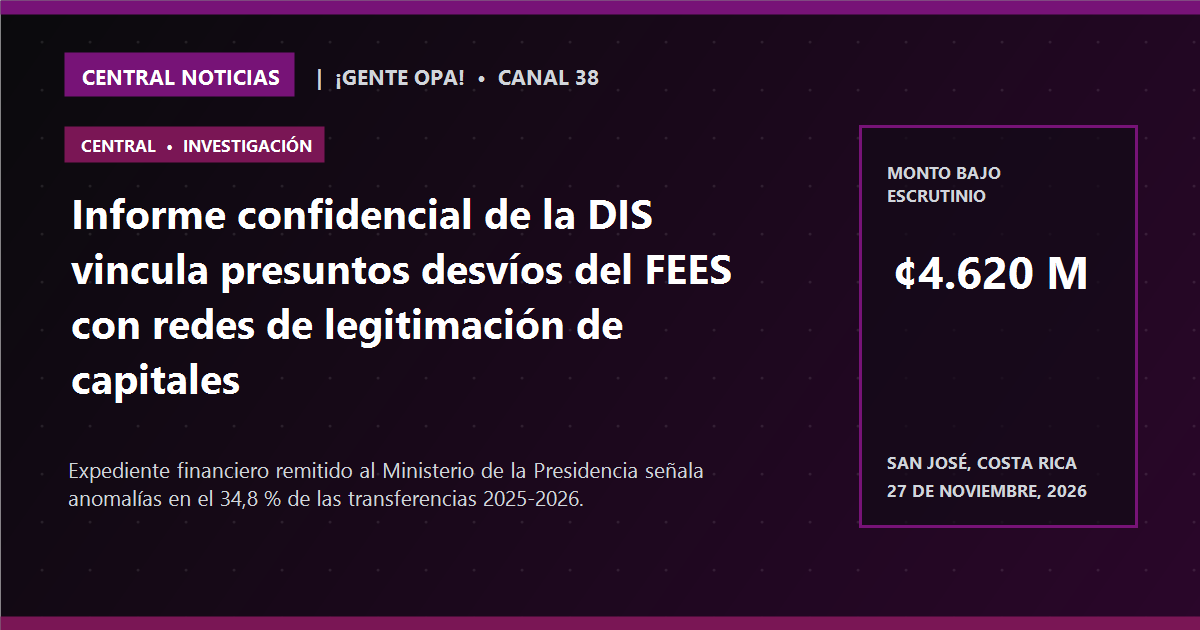 CENTRAL NOTICIAS | ¡GENTE OPA! • CANAL 38
CENTRAL • INVESTIGACIÓN
Informe confidencial de la DIS
vincula presuntos desvíos del FEES
con redes de legitimación de
capitales
Expediente financiero remitido al Ministerio de la Presidencia señala
anomalías en el 34,8 % de las transferencias 2025-2026.
MONTO BAJO
ESCRUTINIO
¢4.620 M
SAN JOSÉ, COSTA RICA
27 DE NOVIEMBRE, 2026